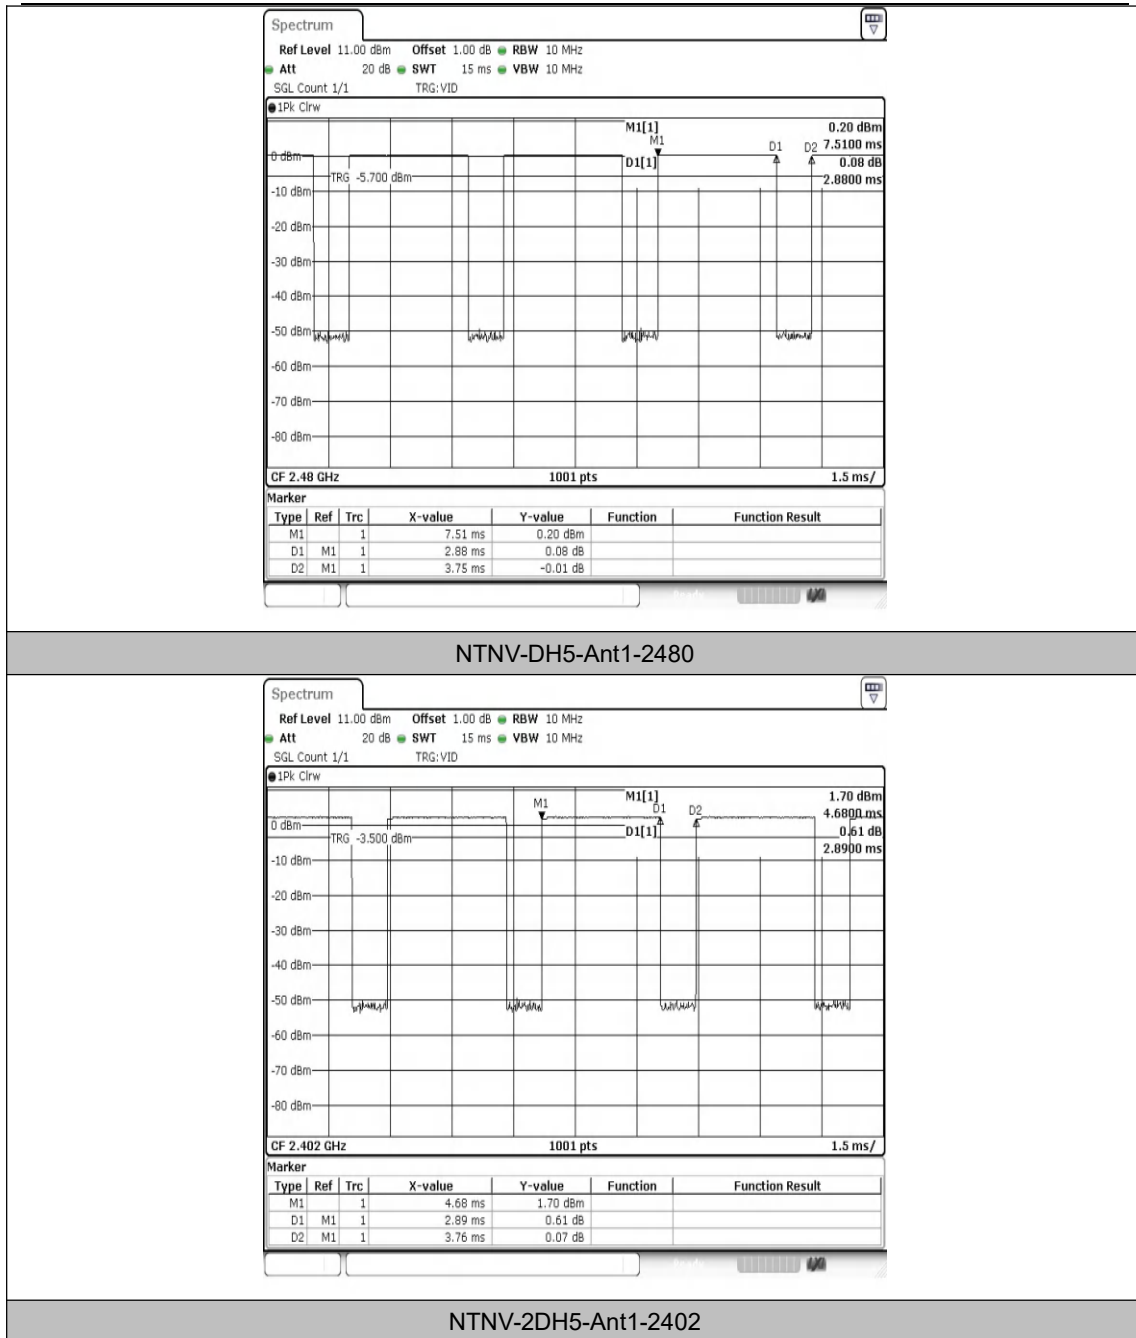 Spectrum
Ref Level 11.00 dBm Offset 1.00 dB RBW 10 MHz
Att 20 dB SWT 15 ms VBW 10 MHz
SGL Count 1/1 TRG:VID
1Pk Clrw
M1[1] 0.20 dBm
M1 D1 D2 7.5100 ms
0 dBm D1[1] 0.08 dB
TRG -5.700 dBm 2.8800 ms
-10 dBm
-20 dBm
-30 dBm
-40 dBm
-50 dBm
-60 dBm
-70 dBm
-80 dBm
CF 2.48 GHz 1001 pts 1.5 ms/
Marker
Type Ref Trc X-value Y-value Function Function Result
M1 1 7.51 ms 0.20 dBm
D1 M1 1 2.88 ms 0.08 dB
D2 M1 1 3.75 ms -0.01 dB
NTNV-DH5-Ant1-2480
Spectrum
Ref Level 11.00 dBm Offset 1.00 dB RBW 10 MHz
Att 20 dB SWT 15 ms VBW 10 MHz
SGL Count 1/1 TRG:VID
1Pk Clrw
M1[1] 1.70 dBm
M1 D1 D2 4.6800 ms
0 dBm D1[1] 0.61 dB
TRG -3.500 dBm 2.8900 ms
-10 dBm
-20 dBm
-30 dBm
-40 dBm
-50 dBm
-60 dBm
-70 dBm
-80 dBm
CF 2.402 GHz 1001 pts 1.5 ms/
Marker
Type Ref Trc X-value Y-value Function Function Result
M1 1 4.68 ms 1.70 dBm
D1 M1 1 2.89 ms 0.61 dB
D2 M1 1 3.76 ms 0.07 dB
NTNV-2DH5-Ant1-2402